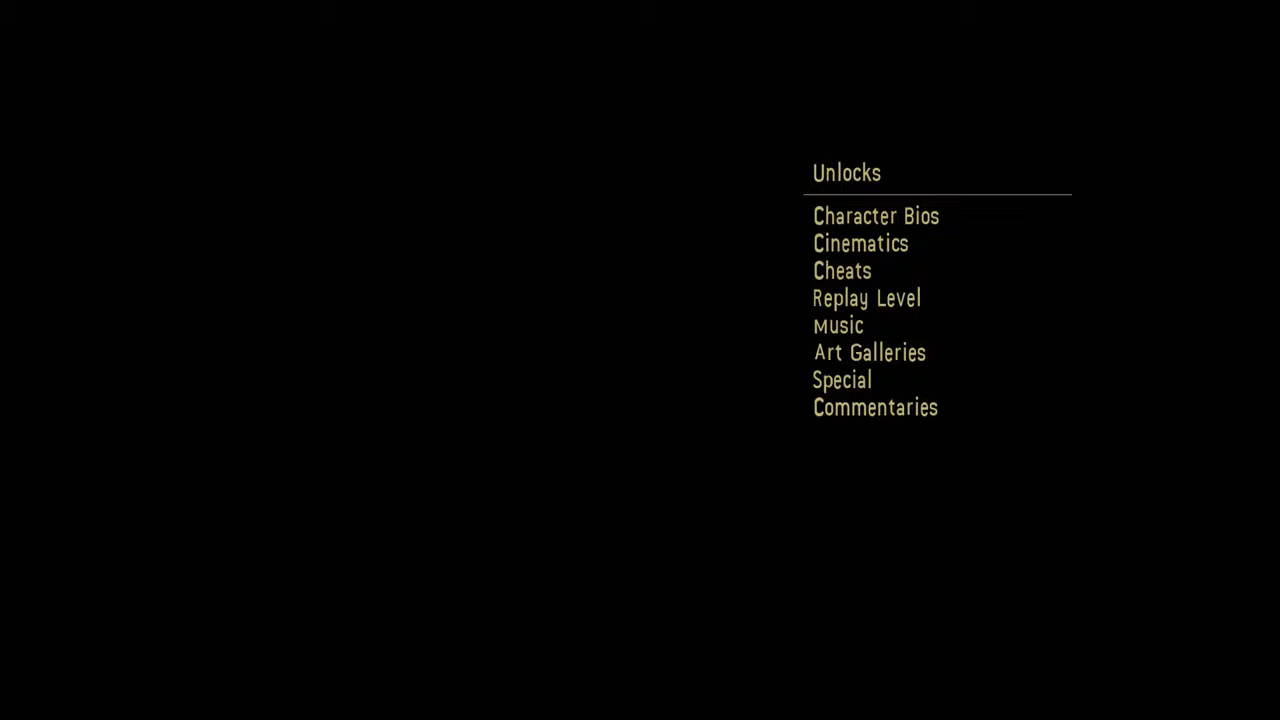 Unlocks
Character Bios
Cinematics
Cheats
Replay Level
Music
Art Galleries
Special
Commentaries